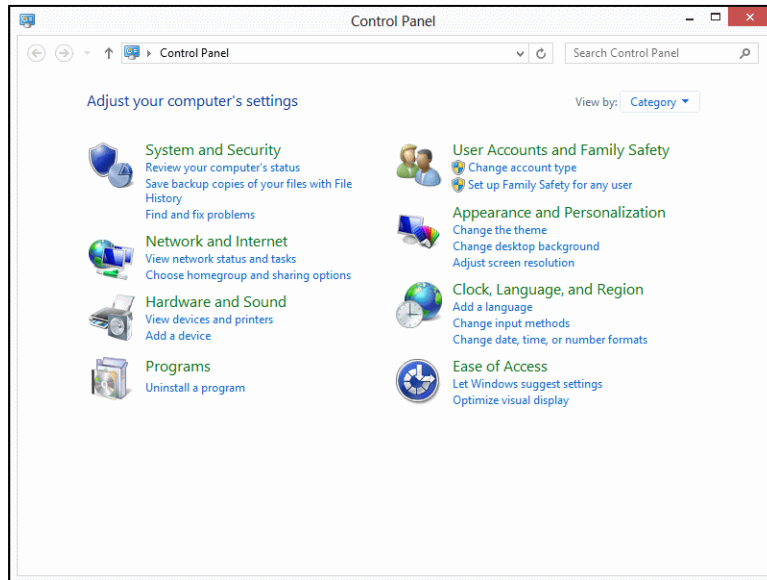 Control Panel
Control Panel
Search Control Panel
Adjust your computer's settings
View by: Category
System and Security
Review your computer's status
Save backup copies of your files with File
History
Find and fix problems
Network and Internet
View network status and tasks
Choose homegroup and sharing options
Hardware and Sound
View devices and printers
Add a device
Programs
Uninstall a program
User Accounts and Family Safety
Change account type
Set up Family Safety for any user
Appearance and Personalization
Change the theme
Change desktop background
Adjust screen resolution
Clock, Language, and Region
Add a language
Change input methods
Change date, time, or number formats
Ease of Access
Let Windows suggest settings
Optimize visual display